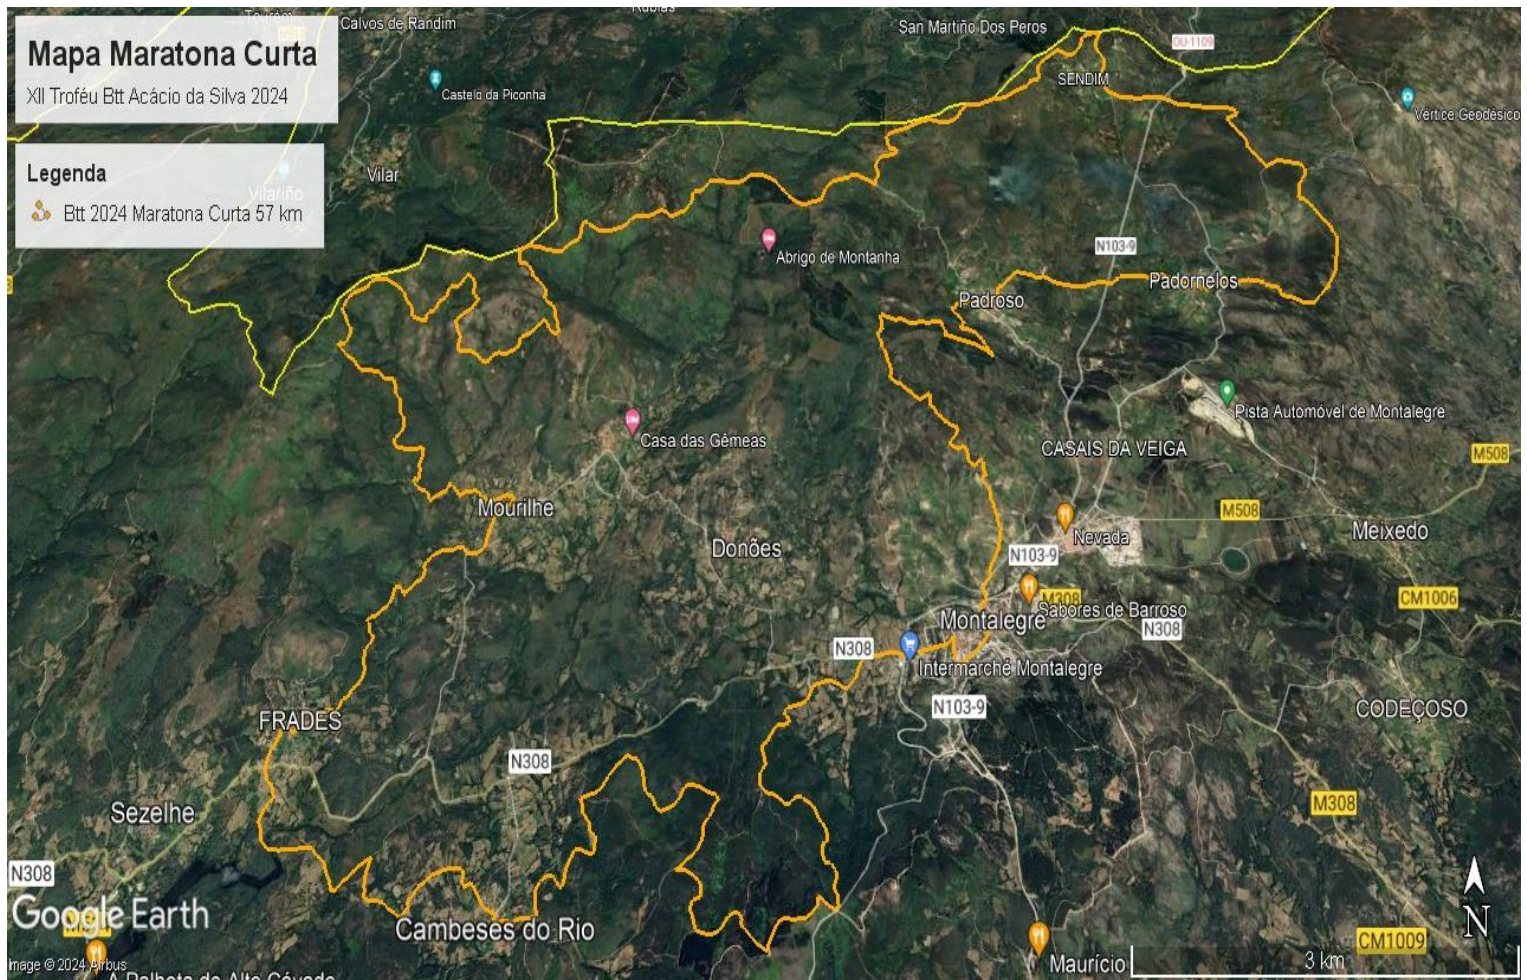 Calvos de Randim
San Martiño Dos Peros
Mapa Maratona Curta
XII Troféu Btt Acácio da Silva 2024
OU-1109
SENDIM
Castelo da Piconha
Vértice Geodésico
Legenda
Vilar
Vilariño
Btt 2024 Maratona Curta 57 km
N103-9
Abrigo de Montanha
Padornelos
Padroso
Pista Automóvel de Montalegre
Casa das Gêmeas
CASAIS DA VEIGA
M508
Mourilhe
M508
Meixedo
Nevada
Donões
N103-9
M308
CM1006
Sabores de Barroso
Montalegre
N308
N308
Intermarché Montalegre
N103-9
CODEÇOSO
FRADES
N308
M308
Sezelhe
N308
Google Earth
Cambeses do Rio
N
CM1009
Maurício
3 km
Image © 2024 Airbus